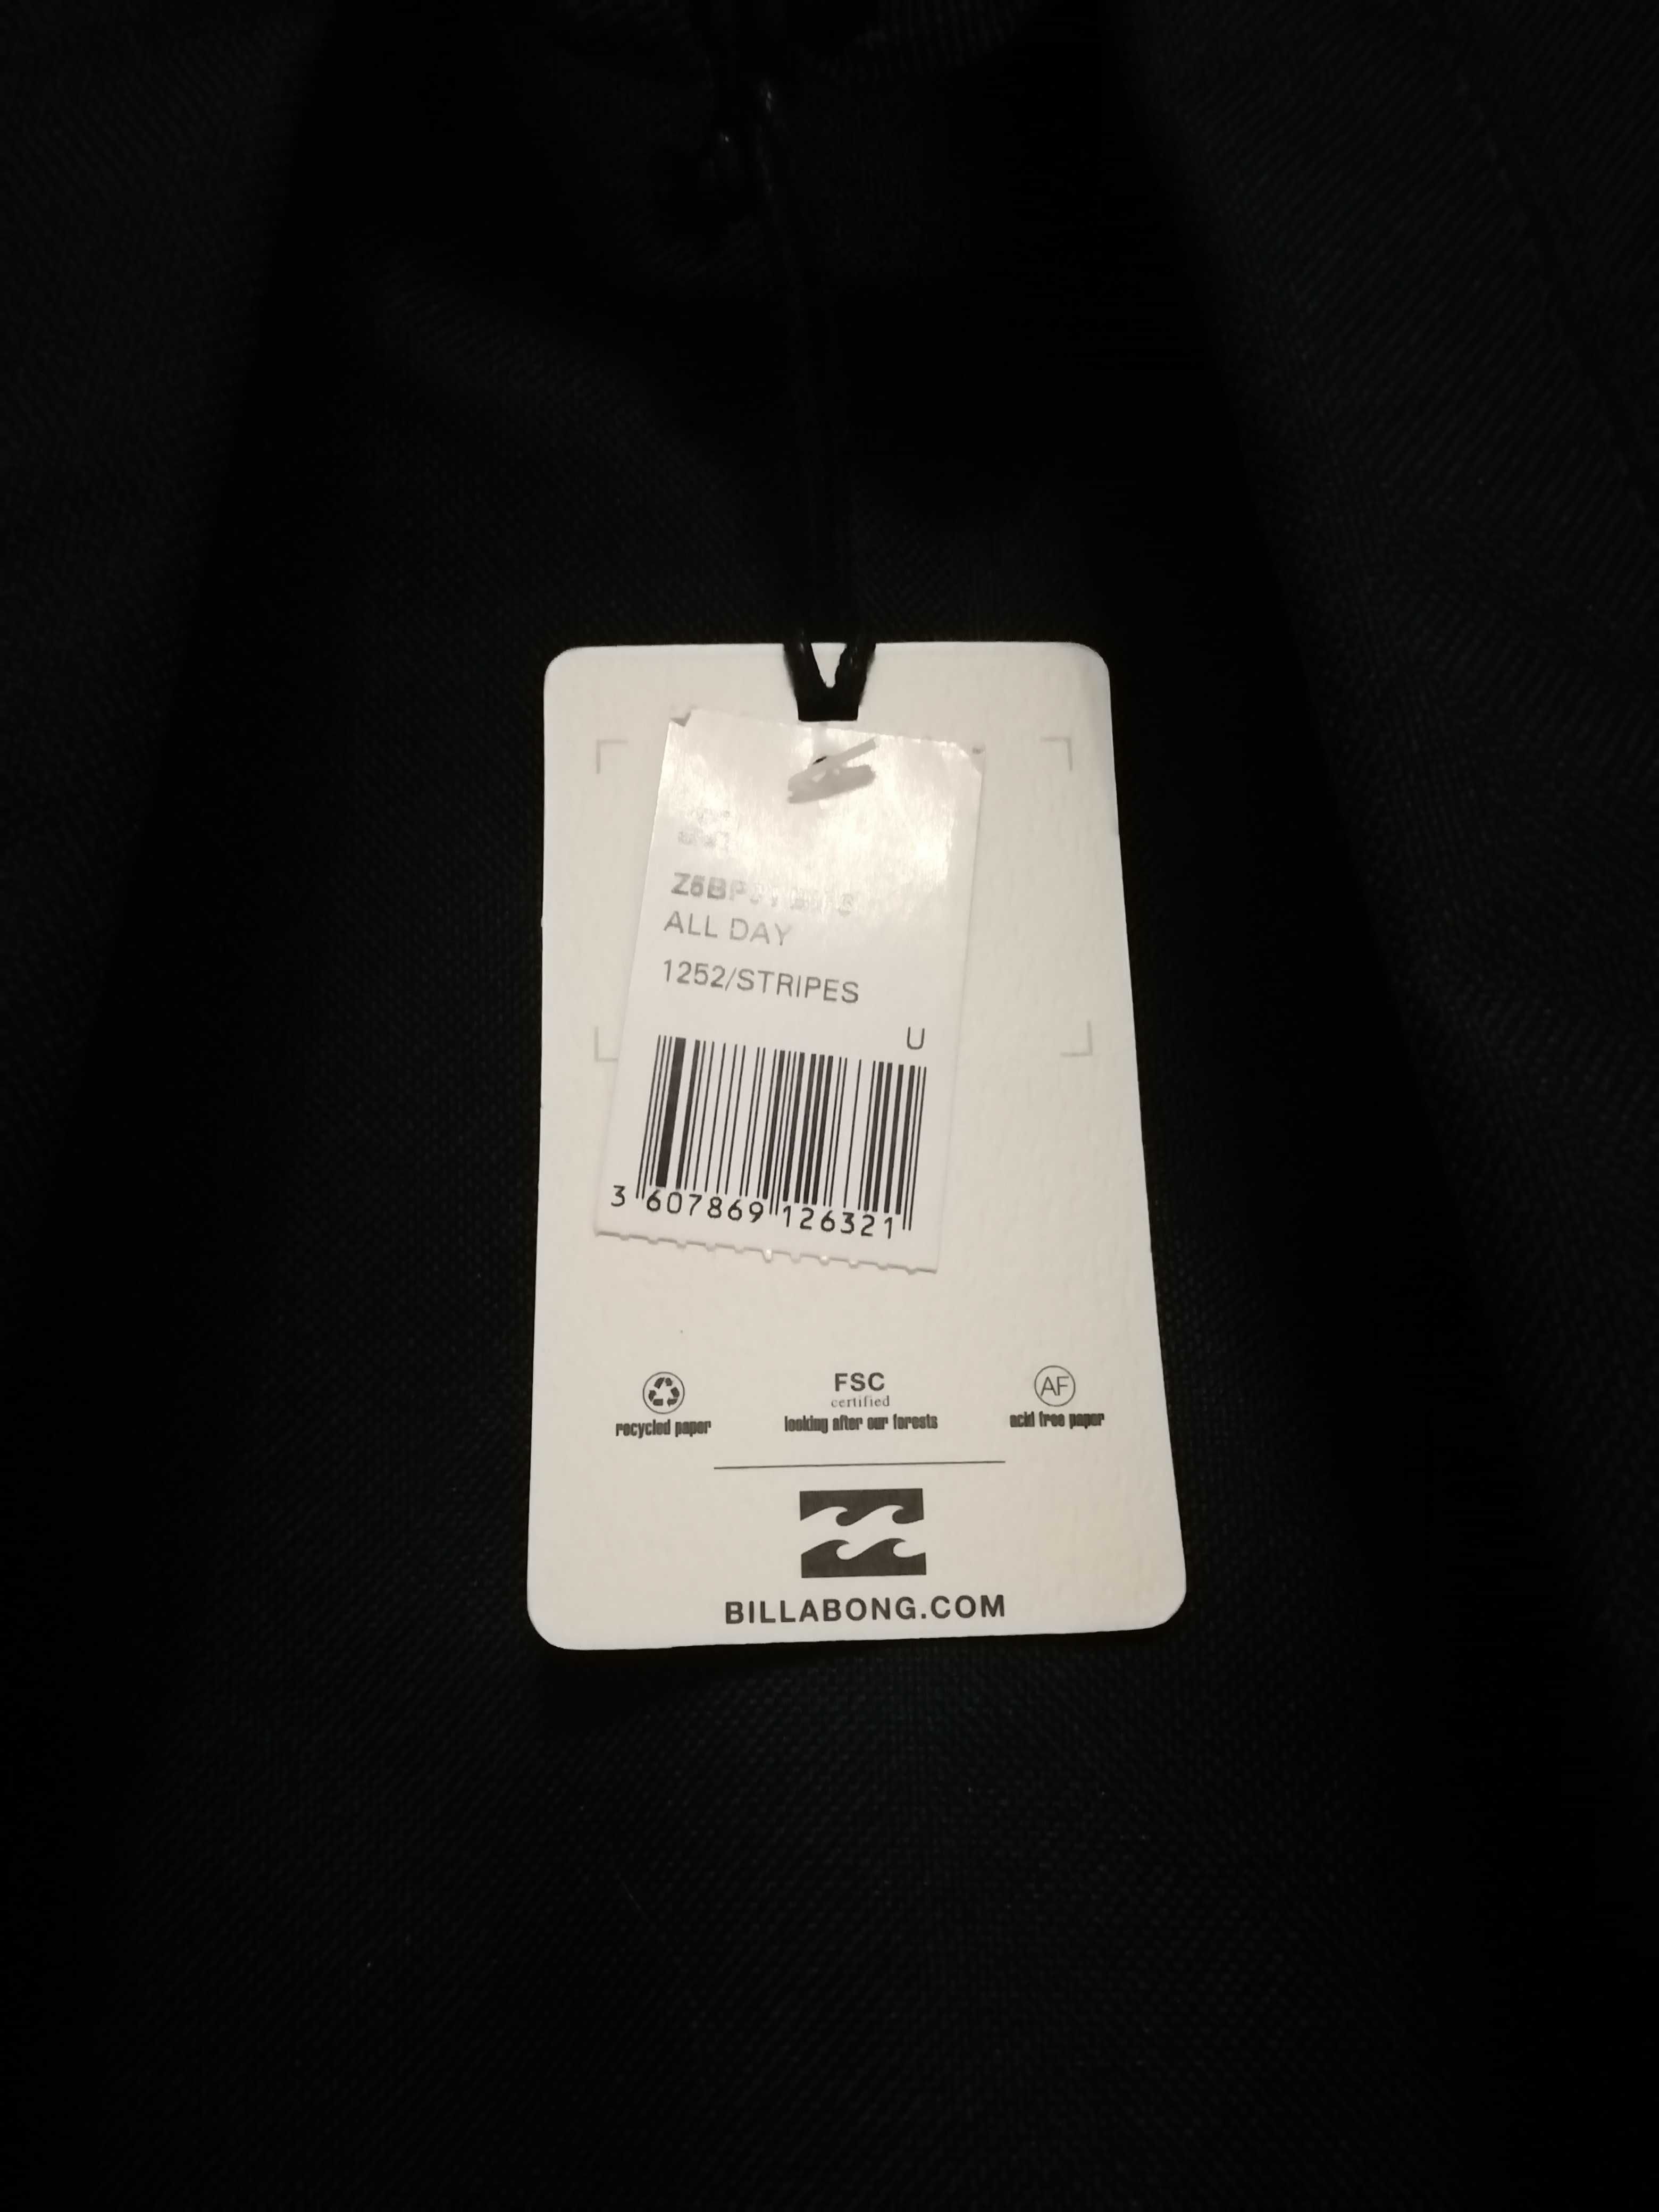 ALL DAY
1252/STRIPES
U
3 607869 126321
recycled paper
FSC
certified
looking after our forests
AF
acid free paper
BILLABONG.COM